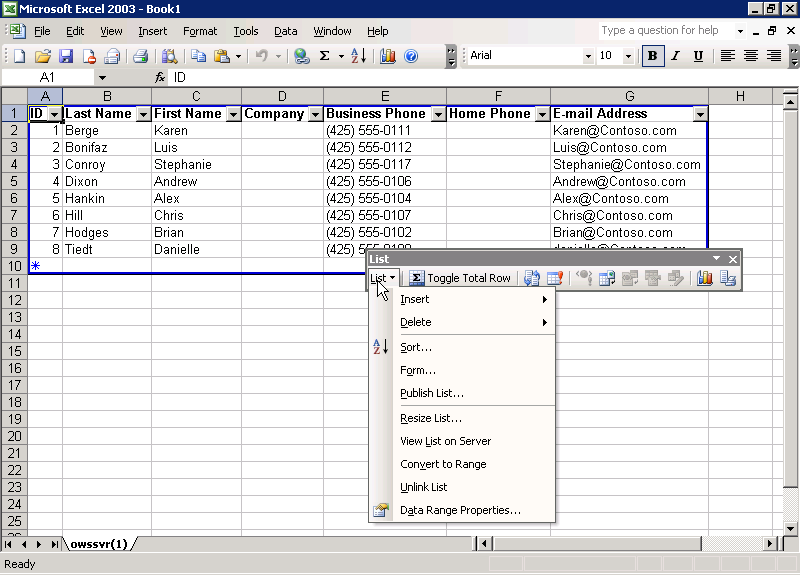 Microsoft Excel 2003 - Book1
File Edit View Insert Format Tools Data Window Help Type a question for help
Arial 10 B I U
A1 fx ID
A B C D E F G H
1 ID Last Name First Name Company Business Phone Home Phone E-mail Address
2 1 Berge Karen (425) 555-0111 Karen@Contoso.com
3 2 Bonifaz Luis (425) 555-0112 Luis@Contoso.com
4 3 Conroy Stephanie (425) 555-0117 Stephanie@Contoso.com
5 4 Dixon Andrew (425) 555-0106 Andrew@Contoso.com
6 5 Hankin Alex (425) 555-0104 Alex@Contoso.com
7 6 Hill Chris (425) 555-0107 Chris@Contoso.com
8 7 Hodges Brian (425) 555-0102 Brian@Contoso.com
9 8 Tiedt Danielle (425)
10 *
List
List Σ Toggle Total Row
11
12
13
14
15
16
17
18
19
20
21
22
23
24
25
Insert
Delete
Sort...
Form...
Publish List...
Resize List...
View List on Server
Convert to Range
Unlink List
Data Range Properties...
owssvr(1)
Ready